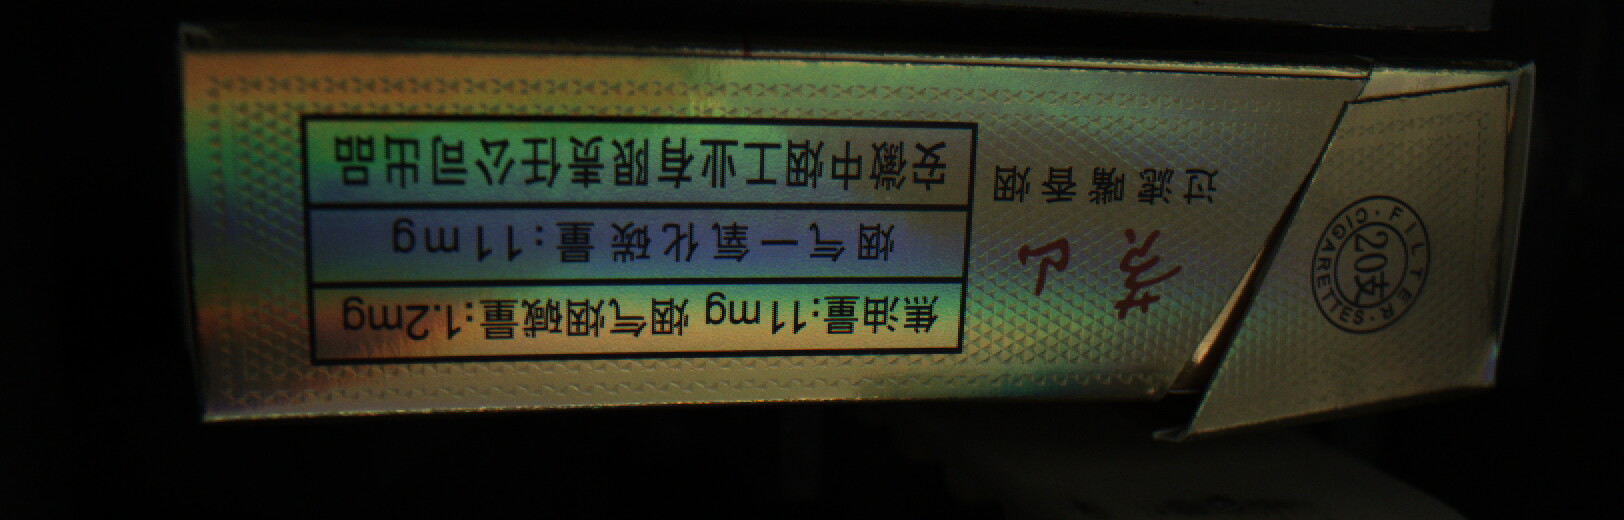 FILTER·CIGARETTES·
20支
黄山
过滤嘴香烟
焦油量:11mg 烟气烟碱量:1.2mg
烟气一氧化碳量:11mg
安徽中烟工业有限责任公司出品